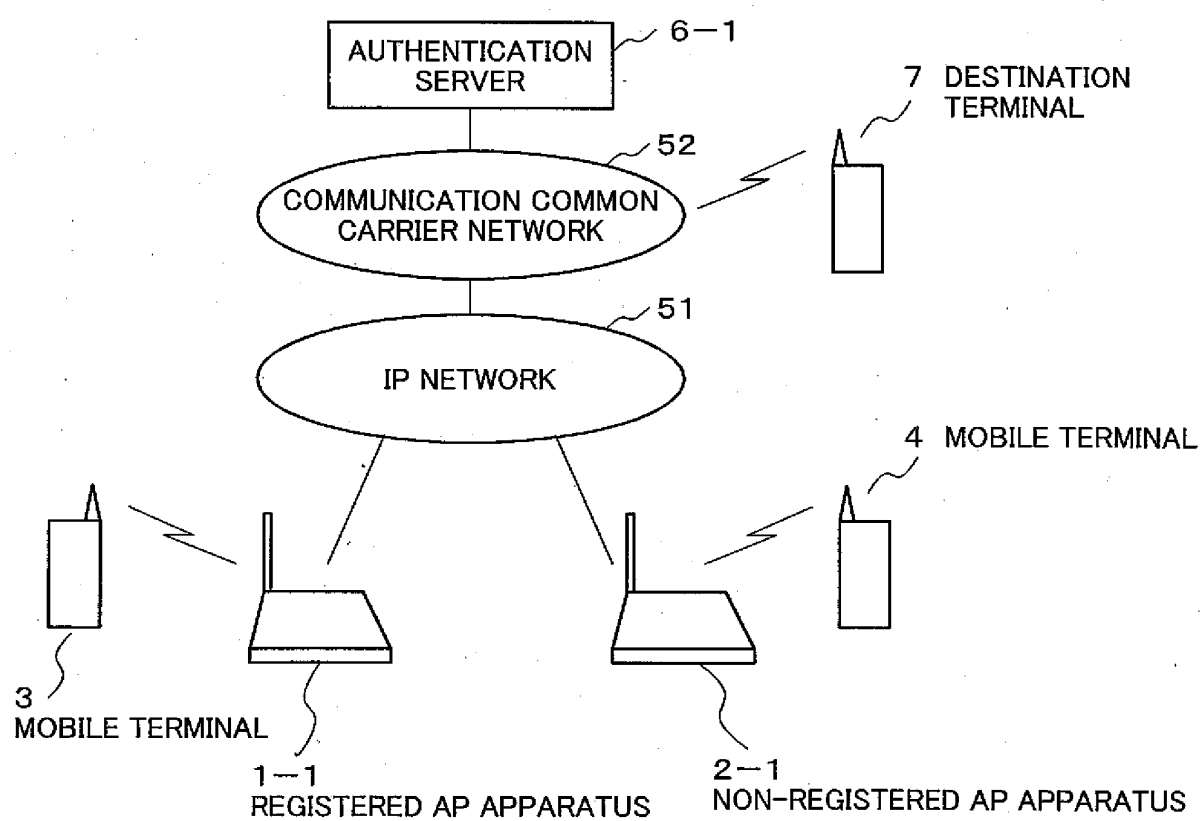 6-1
AUTHENTICATION
SERVER
7 DESTINATION
TERMINAL
52
COMMUNICATION COMMON
CARRIER NETWORK
51
IP NETWORK
4 MOBILE TERMINAL
3
MOBILE TERMINAL
1-1
REGISTERED AP APPARATUS
2-1
NON-REGISTERED AP APPARATUS